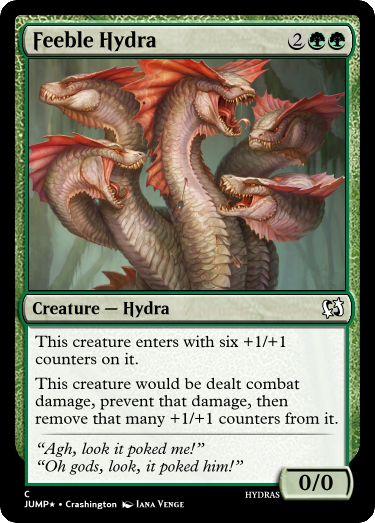 Feeble Hydra 2
Creature — Hydra
This creature enters with six +1/+1
counters on it.
This creature would be dealt combat
damage, prevent that damage, then
remove that many +1/+1 counters from it.
“Agh, look it poked me!”
“Oh gods, look, it poked him!”
0/0
C
JUMP★ • Crashington Iana Venge
HYDRAS